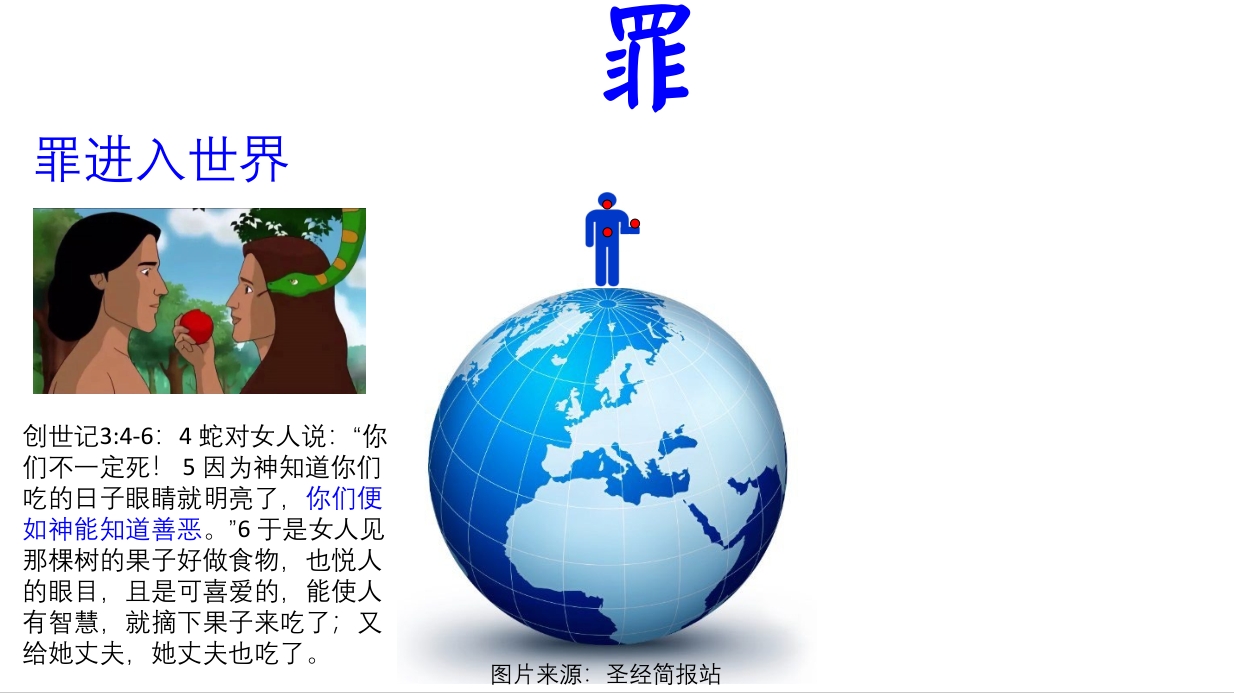 罪
罪进入世界
创世记3:4-6：4 蛇对女人说：“你
们不一定死！ 5 因为神知道你们
吃的日子眼睛就明亮了，你们便
如神能知道善恶。”6 于是女人见
那棵树的果子好做食物，也悦人
的眼目，且是可喜爱的，能使人
有智慧，就摘下果子来吃了；又
给她丈夫，她丈夫也吃了。
图片来源：圣经简报站